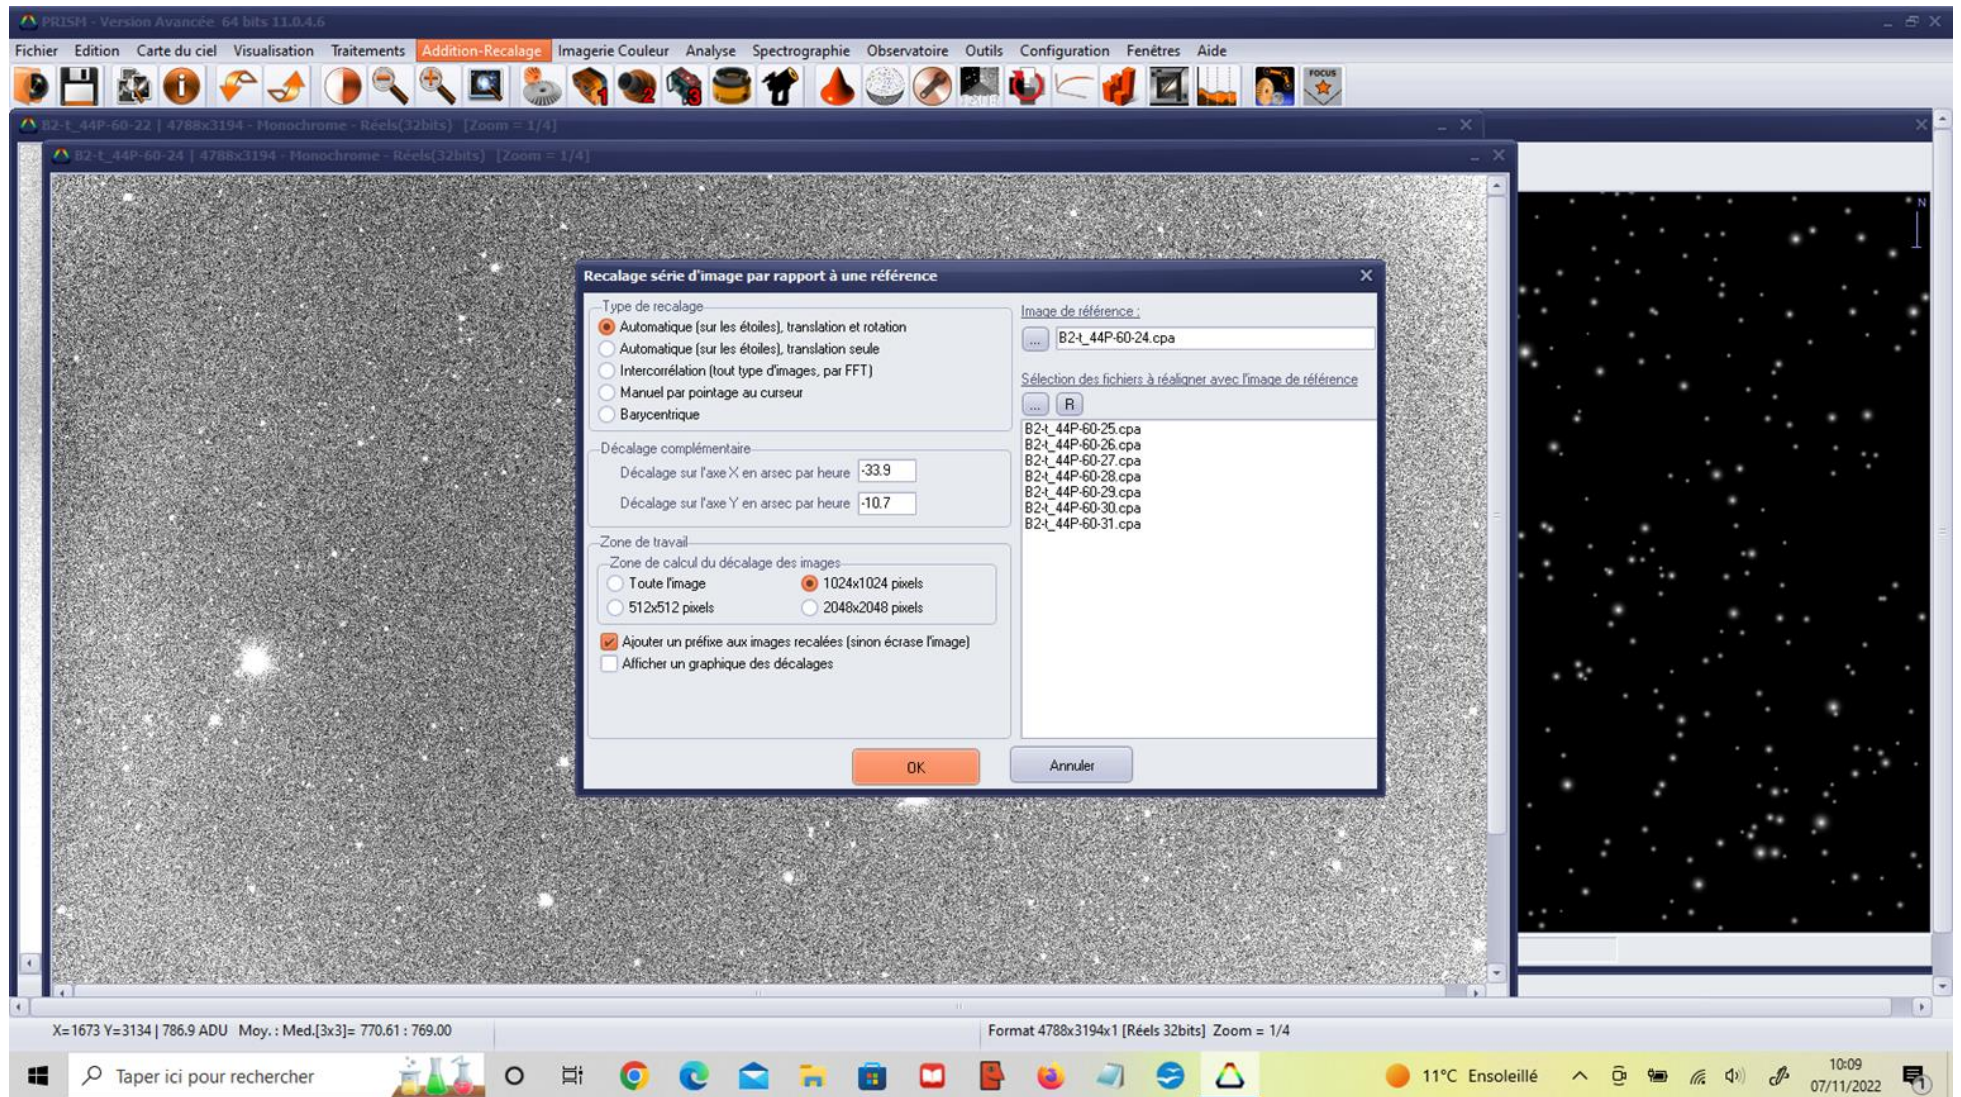 PRISM - Version Avancée 64 bits 11.0.4.6
Fichier Edition Carte du ciel Visualisation Traitements Addition-Recalage Imagerie Couleur Analyse Spectrographie Observatoire Outils Configuration Fenêtres Aide
1 2 3 FOCUS
B2-t_44P-60-22 | 4788x3194 - Monochrome - Réels(32bits) [Zoom = 1/4]
B2-t_44P-60-24 | 4788x3194 - Monochrome - Réels(32bits) [Zoom = 1/4]
N
Recalage série d'image par rapport à une référence
Type de recalage
Automatique (sur les étoiles), translation et rotation
Automatique (sur les étoiles), translation seule
Intercorrélation (tout type d'images, par FFT)
Manuel par pointage au curseur
Barycentrique
Décalage complémentaire
Décalage sur l'axe X en arsec par heure -33.9
Décalage sur l'axe Y en arsec par heure -10.7
Zone de travail
Zone de calcul du décalage des images
Toute l'image 1024x1024 pixels
512x512 pixels 2048x2048 pixels
Ajouter un préfixe aux images recalées (sinon écrase l'image)
Afficher un graphique des décalages
Image de référence :
... B2-t_44P-60-24.cpa
Sélection des fichiers à réaligner avec l'image de référence
... R
B2-t_44P-60-25.cpa
B2-t_44P-60-26.cpa
B2-t_44P-60-27.cpa
B2-t_44P-60-28.cpa
B2-t_44P-60-29.cpa
B2-t_44P-60-30.cpa
B2-t_44P-60-31.cpa
OK Annuler
X=1673 Y=3134 | 786.9 ADU Moy. : Med.[3x3]= 770.61 : 769.00 Format 4788x3194x1 [Réels 32bits] Zoom = 1/4
Taper ici pour rechercher 11°C Ensoleillé 10:09
07/11/2022 1